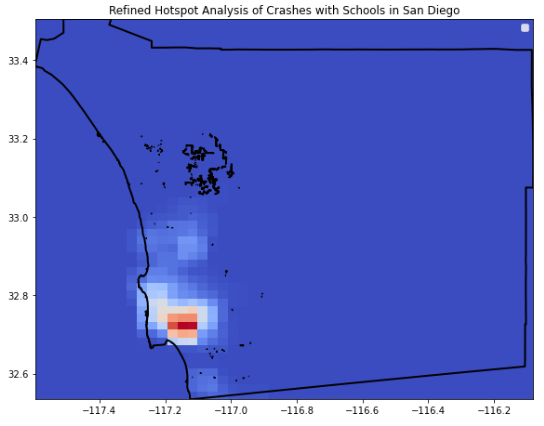 Refined Hotspot Analysis of Crashes with Schools in San Diego
33.4
33.2
33.0
32.8
32.6
−117.4 −117.2 −117.0 −116.8 −116.6 −116.4 −116.2